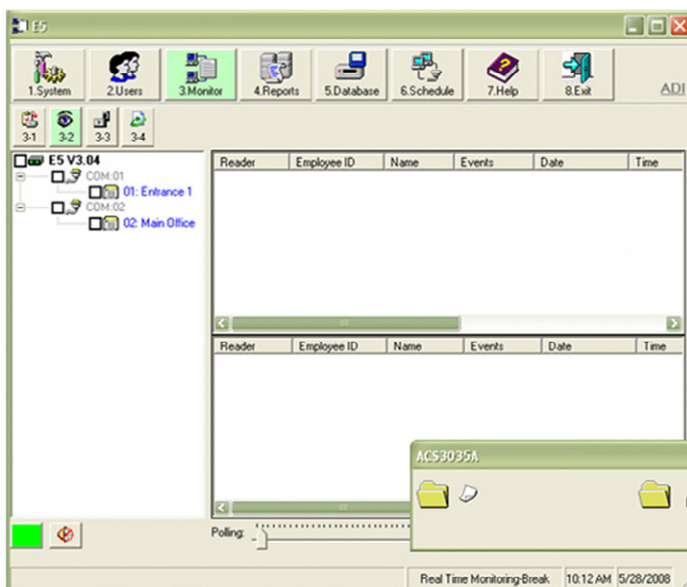 E5
1.System 2.Users 3.Monitor 4.Reports 5.Database 6.Schedule 7.Help 8.Exit ADI
3-1 3-2 3-3 3-4
E5 V3.04
COM:01
01: Entrance 1
COM:02
02: Main Office
Reader Employee ID Name Events Date Time
Reader Employee ID Name Events Date Time
ACS3035A
Polling:
Real Time Monitoring-Break 10:12 AM 5/28/2008